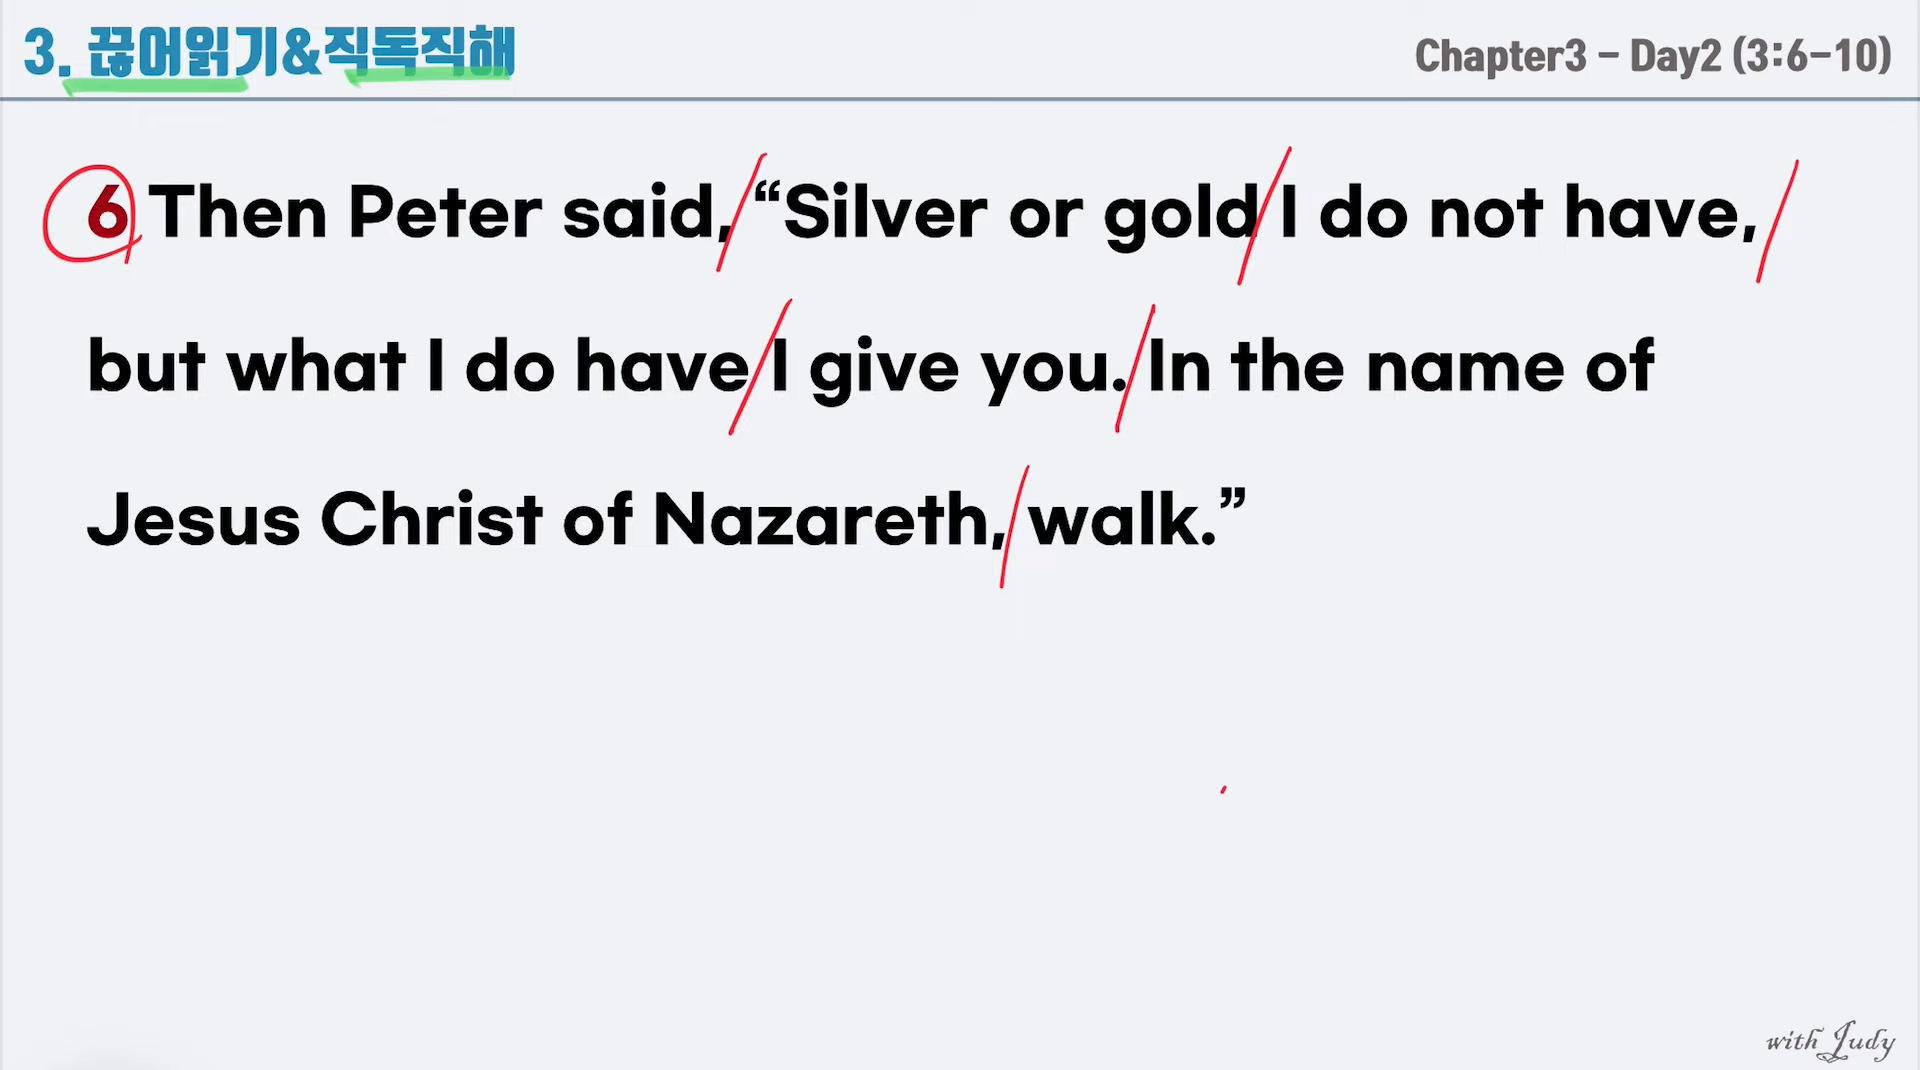 3. 끊어읽기&직독직해
Chapter3 – Day2 (3:6–10)
6 Then Peter said, “Silver or gold I do not have,
but what I do have I give you. In the name of
Jesus Christ of Nazareth, walk.”
with Judy